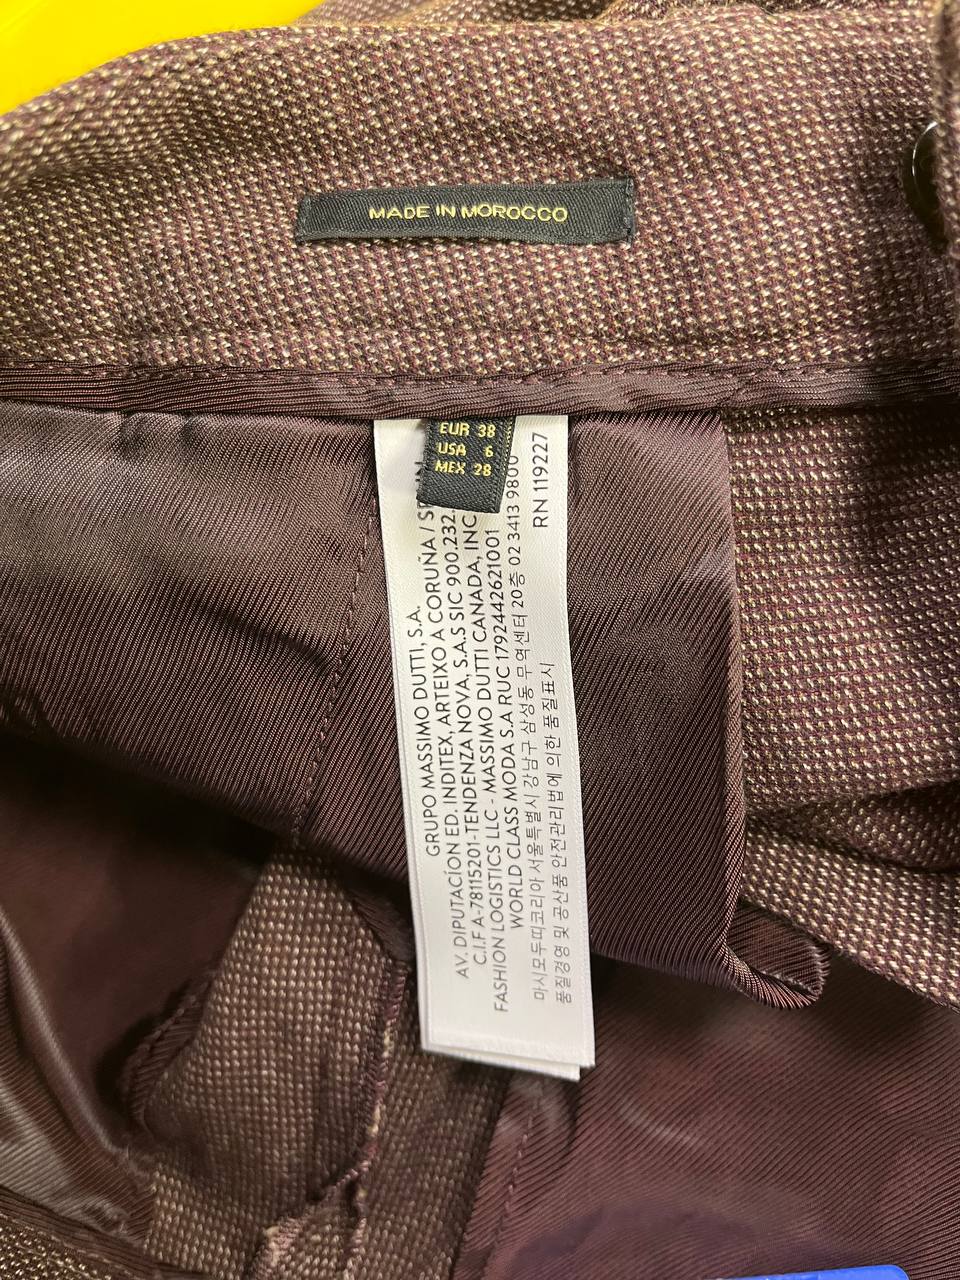 MADE IN MOROCCO
EUR 38
USA 6
MEX 28
GRUPO MASSIMO DUTTI, S.A.
AV. DIPUTACÍON ED. INDITEX, ARTEIXO A CORUÑA /
C.I.F A-78115201-TENDENZA NOVA, S.A.S SIC 900.232.
FASHION LOGISTICS LLC - MASSIMO DUTTI CANADA, INC
WORLD CLASS MODA S.A RUC 1792442621001
마시모두띠코리아 서울특별시 강남구 삼성동 무역센터 20층 02 3413 9800
품질경영 및 공산품 안전관리법에 의한 품질표시
RN 119227